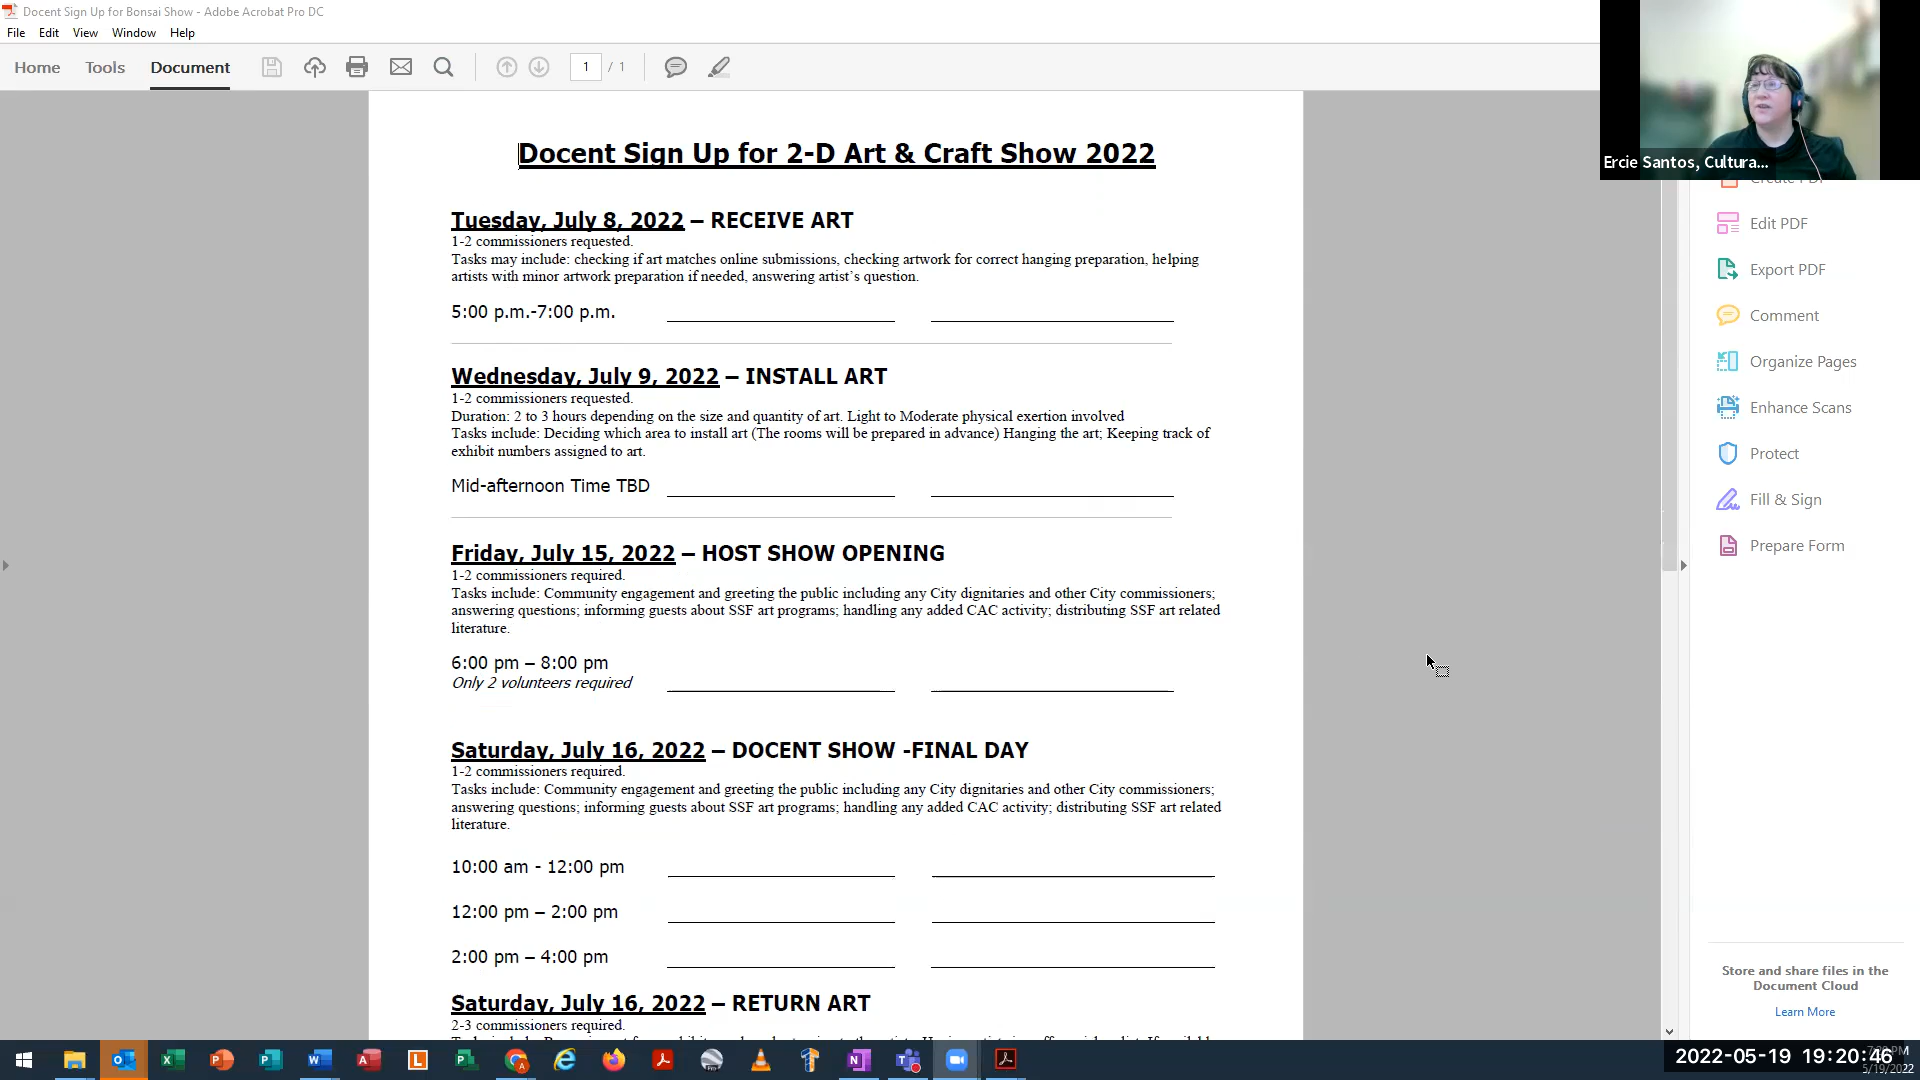 Docent Sign Up for Bonsai Show - Adobe Acrobat Pro DC
File Edit View Window Help
Home Tools Document 1 / 1
Ercie Santos, Cultura...
Docent Sign Up for 2-D Art & Craft Show 2022
Tuesday, July 8, 2022 – RECEIVE ART
1-2 commissioners requested.
Tasks may include: checking if art matches online submissions, checking artwork for correct hanging preparation, helping
artists with minor artwork preparation if needed, answering artist's question.
5:00 p.m.-7:00 p.m.
Wednesday, July 9, 2022 – INSTALL ART
1-2 commissioners requested.
Duration: 2 to 3 hours depending on the size and quantity of art. Light to Moderate physical exertion involved
Tasks include: Deciding which area to install art (The rooms will be prepared in advance) Hanging the art; Keeping track of
exhibit numbers assigned to art.
Mid-afternoon Time TBD
Friday, July 15, 2022 – HOST SHOW OPENING
1-2 commissioners required.
Tasks include: Community engagement and greeting the public including any City dignitaries and other City commissioners;
answering questions; informing guests about SSF art programs; handling any added CAC activity; distributing SSF art related
literature.
6:00 pm – 8:00 pm
Only 2 volunteers required
Saturday, July 16, 2022 – DOCENT SHOW -FINAL DAY
1-2 commissioners required.
Tasks include: Community engagement and greeting the public including any City dignitaries and other City commissioners;
answering questions; informing guests about SSF art programs; handling any added CAC activity; distributing SSF art related
literature.
10:00 am - 12:00 pm
12:00 pm – 2:00 pm
2:00 pm – 4:00 pm
Saturday, July 16, 2022 – RETURN ART
2-3 commissioners required.
Create PDF
Edit PDF
Export PDF
Comment
Organize Pages
Enhance Scans
Protect
Fill & Sign
Prepare Form
Store and share files in the
Document Cloud
Learn More
2022-05-19 19:20:46
5/19/2022